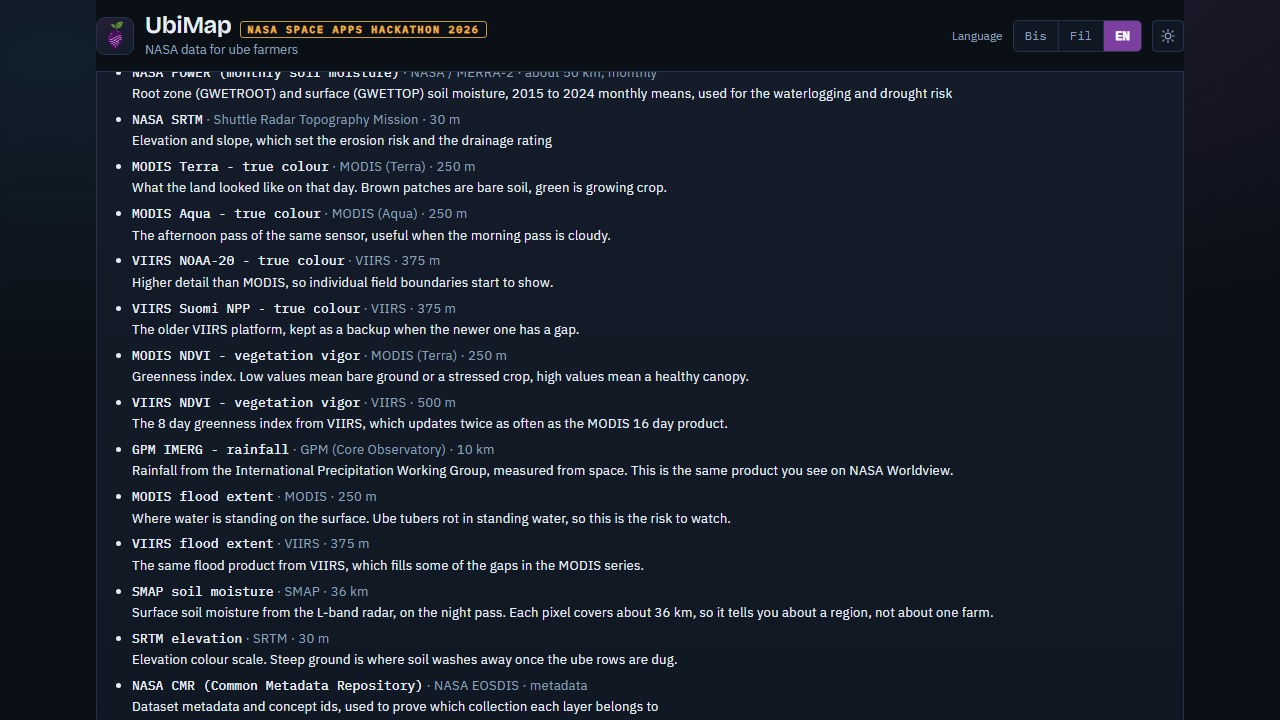 UbiMap NASA SPACE APPS HACKATHON 2026
NASA data for ube farmers
Language Bis Fil EN
NASA POWER (monthly soil moisture) · NASA / MERRA-2 · about 50 km, monthly
Root zone (GWETROOT) and surface (GWETTOP) soil moisture, 2015 to 2024 monthly means, used for the waterlogging and drought risk
NASA SRTM · Shuttle Radar Topography Mission · 30 m
Elevation and slope, which set the erosion risk and the drainage rating
MODIS Terra - true colour · MODIS (Terra) · 250 m
What the land looked like on that day. Brown patches are bare soil, green is growing crop.
MODIS Aqua - true colour · MODIS (Aqua) · 250 m
The afternoon pass of the same sensor, useful when the morning pass is cloudy.
VIIRS NOAA-20 - true colour · VIIRS · 375 m
Higher detail than MODIS, so individual field boundaries start to show.
VIIRS Suomi NPP - true colour · VIIRS · 375 m
The older VIIRS platform, kept as a backup when the newer one has a gap.
MODIS NDVI - vegetation vigor · MODIS (Terra) · 250 m
Greenness index. Low values mean bare ground or a stressed crop, high values mean a healthy canopy.
VIIRS NDVI - vegetation vigor · VIIRS · 500 m
The 8 day greenness index from VIIRS, which updates twice as often as the MODIS 16 day product.
GPM IMERG - rainfall · GPM (Core Observatory) · 10 km
Rainfall from the International Precipitation Working Group, measured from space. This is the same product you see on NASA Worldview.
MODIS flood extent · MODIS · 250 m
Where water is standing on the surface. Ube tubers rot in standing water, so this is the risk to watch.
VIIRS flood extent · VIIRS · 375 m
The same flood product from VIIRS, which fills some of the gaps in the MODIS series.
SMAP soil moisture · SMAP · 36 km
Surface soil moisture from the L-band radar, on the night pass. Each pixel covers about 36 km, so it tells you about a region, not about one farm.
SRTM elevation · SRTM · 30 m
Elevation colour scale. Steep ground is where soil washes away once the ube rows are dug.
NASA CMR (Common Metadata Repository) · NASA EOSDIS · metadata
Dataset metadata and concept ids, used to prove which collection each layer belongs to